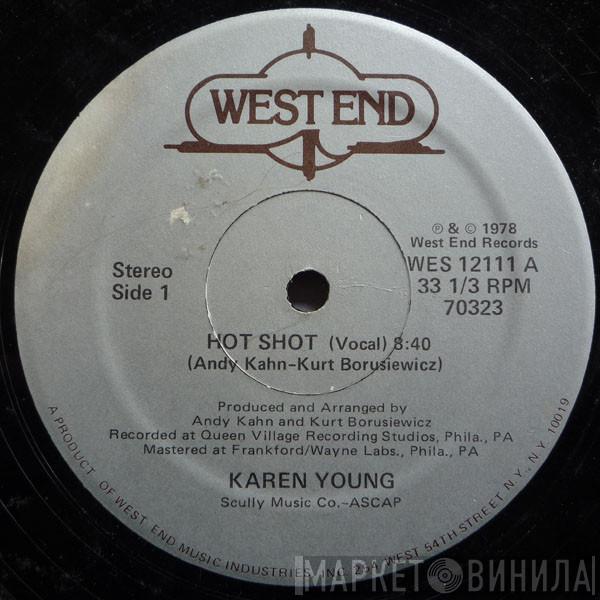 WEST END
℗ & © 1978
West End Records
WES 12111 A
33 1/3 RPM
70323
Stereo
Side 1
HOT SHOT (Vocal) 8:40
(Andy Kahn-Kurt Borusiewicz)
Produced and Arranged by
Andy Kahn and Kurt Borusiewicz
Recorded at Queen Village Recording Studios, Phila., PA
Mastered at Frankford/Wayne Labs., Phila., PA
KAREN YOUNG
Scully Music Co.-ASCAP
A PRODUCT OF WEST END MUSIC INDUSTRIES, INC. 254 WEST 54TH STREET N.Y., N.Y. 10019
МАРКЕТ ВИНИЛА